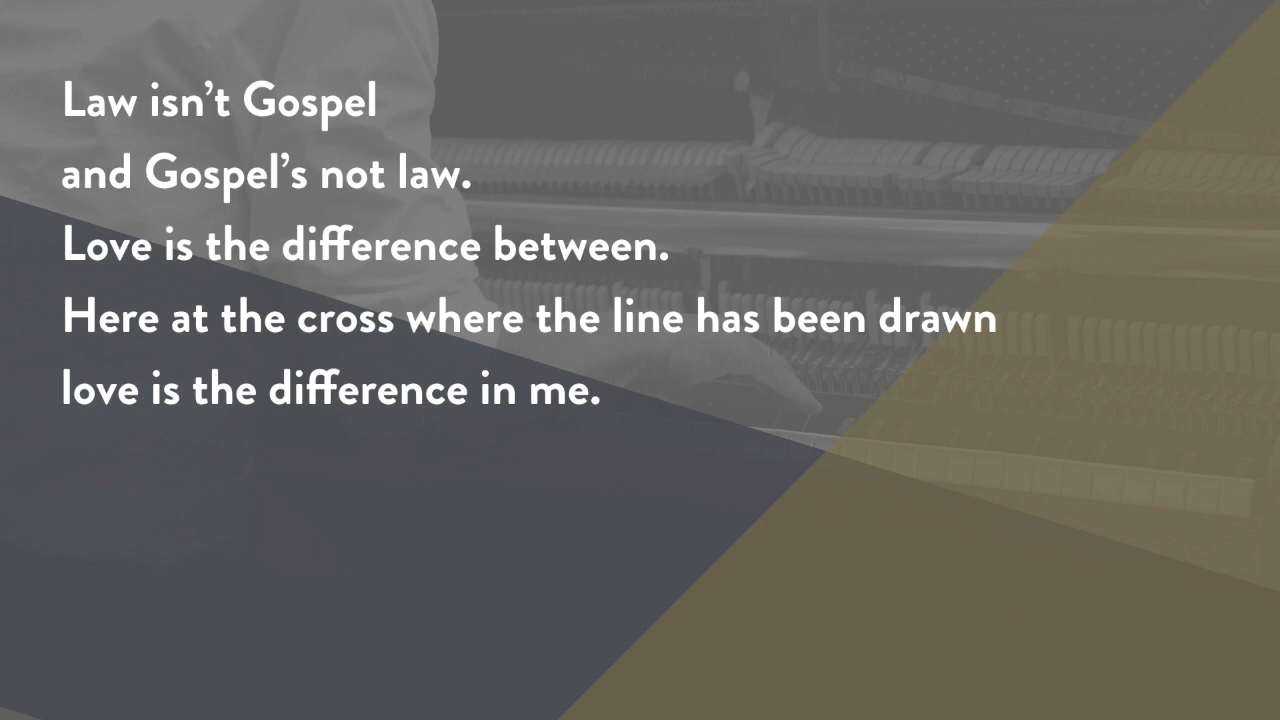 Law isn’t Gospel
and Gospel’s not law.
Love is the difference between.
Here at the cross where the line has been drawn
love is the difference in me.